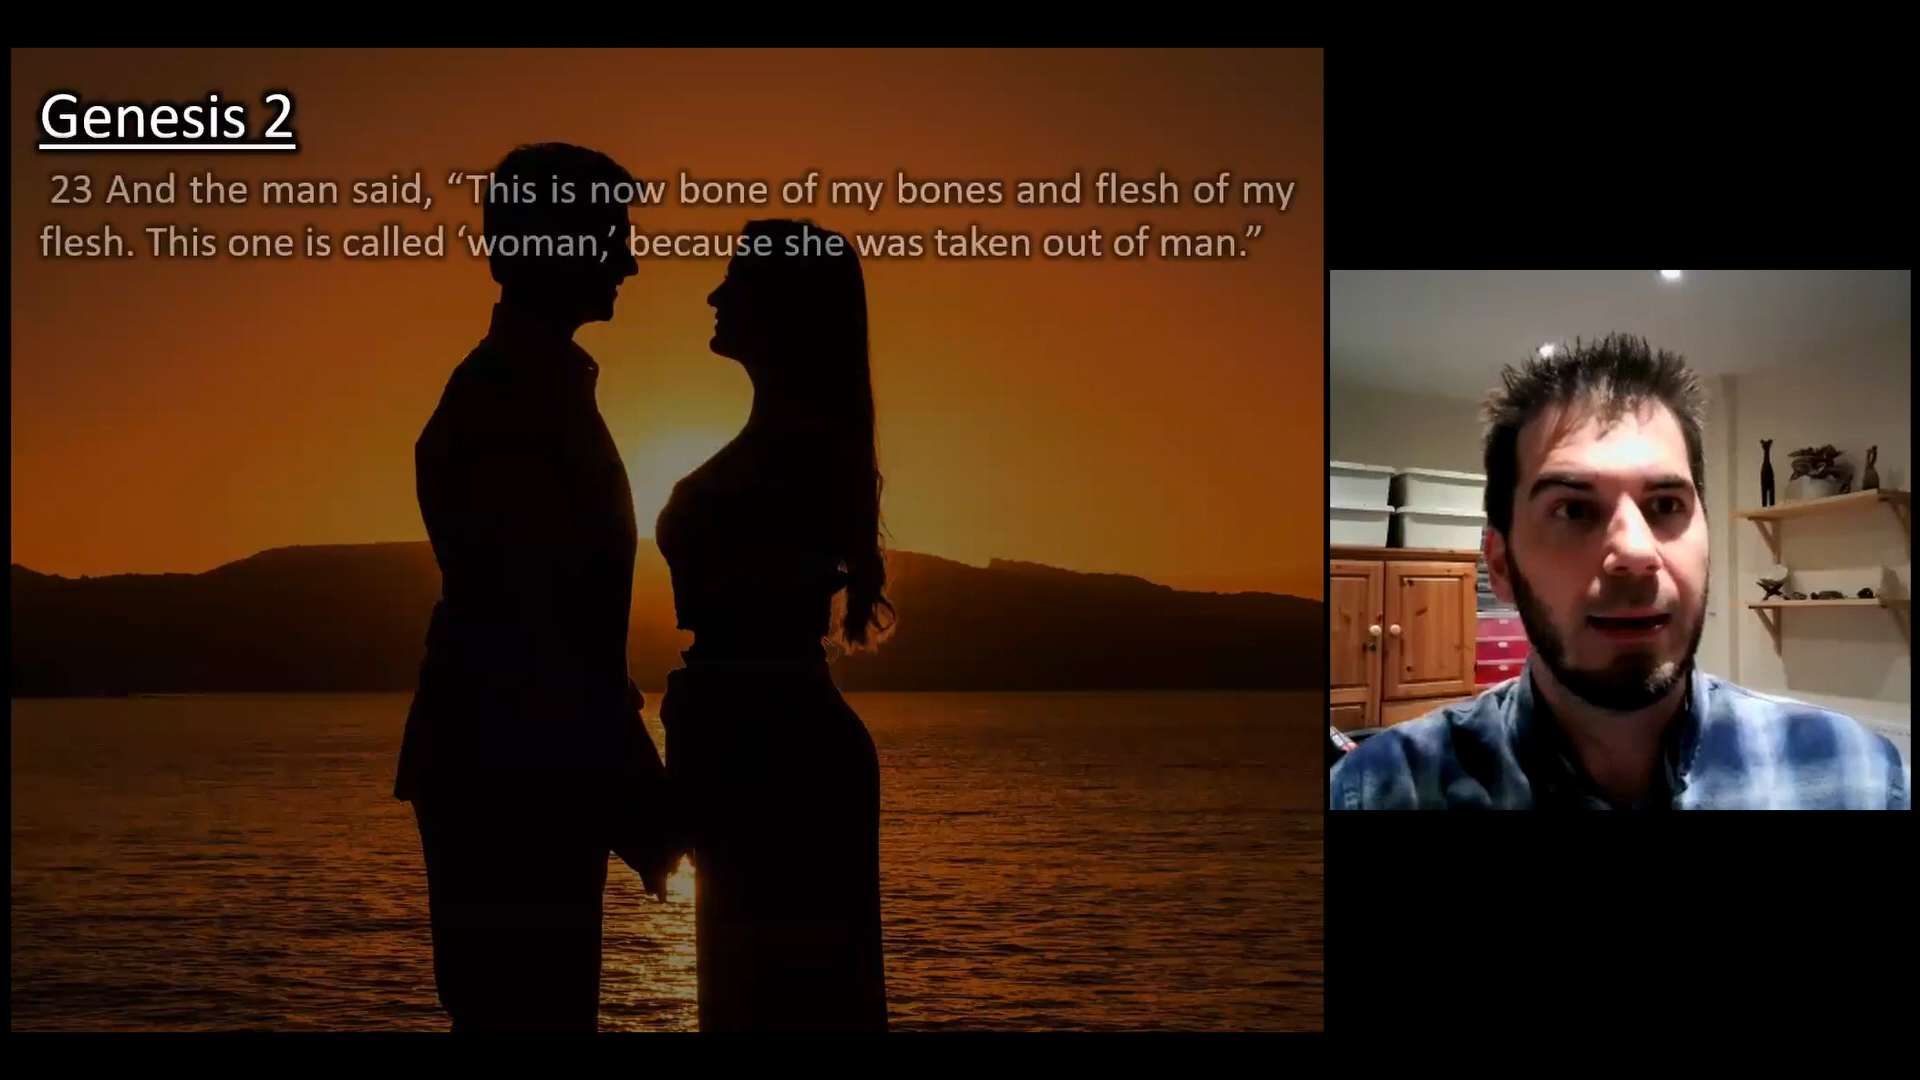 Genesis 2
23 And the man said, “This is now bone of my bones and flesh of my
flesh. This one is called ‘woman,’ because she was taken out of man.”